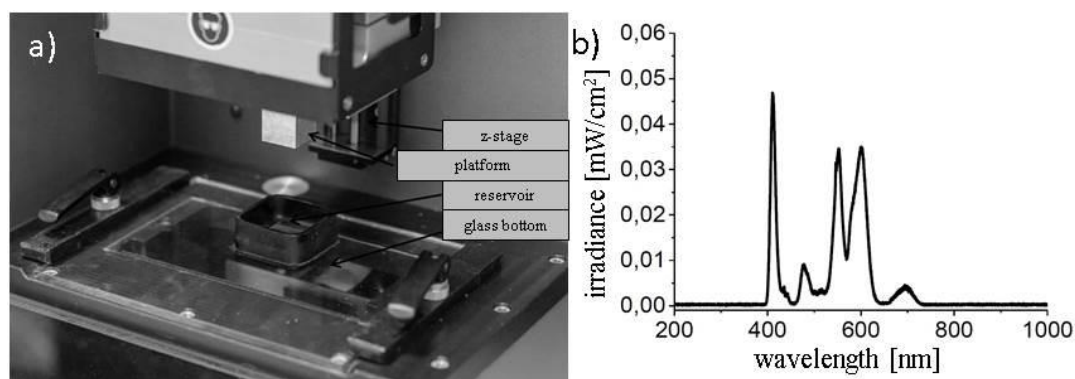 a)
z-stage
platform
reservoir
glass bottom
b)
irradiance [mW/cm²]
0,06
0,05
0,04
0,03
0,02
0,01
0,00
200 400 600 800 1000
wavelength [nm]